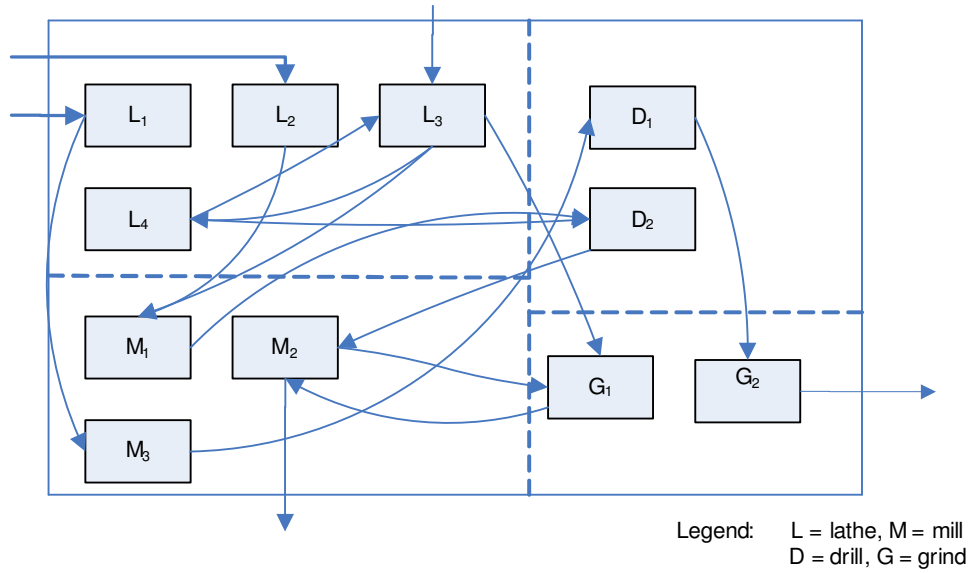 L₁
L₂
L₃
D₁
L₄
D₂
M₁
M₂
G₁
G₂
M₃
Legend: L = lathe, M = mill
D = drill, G = grind